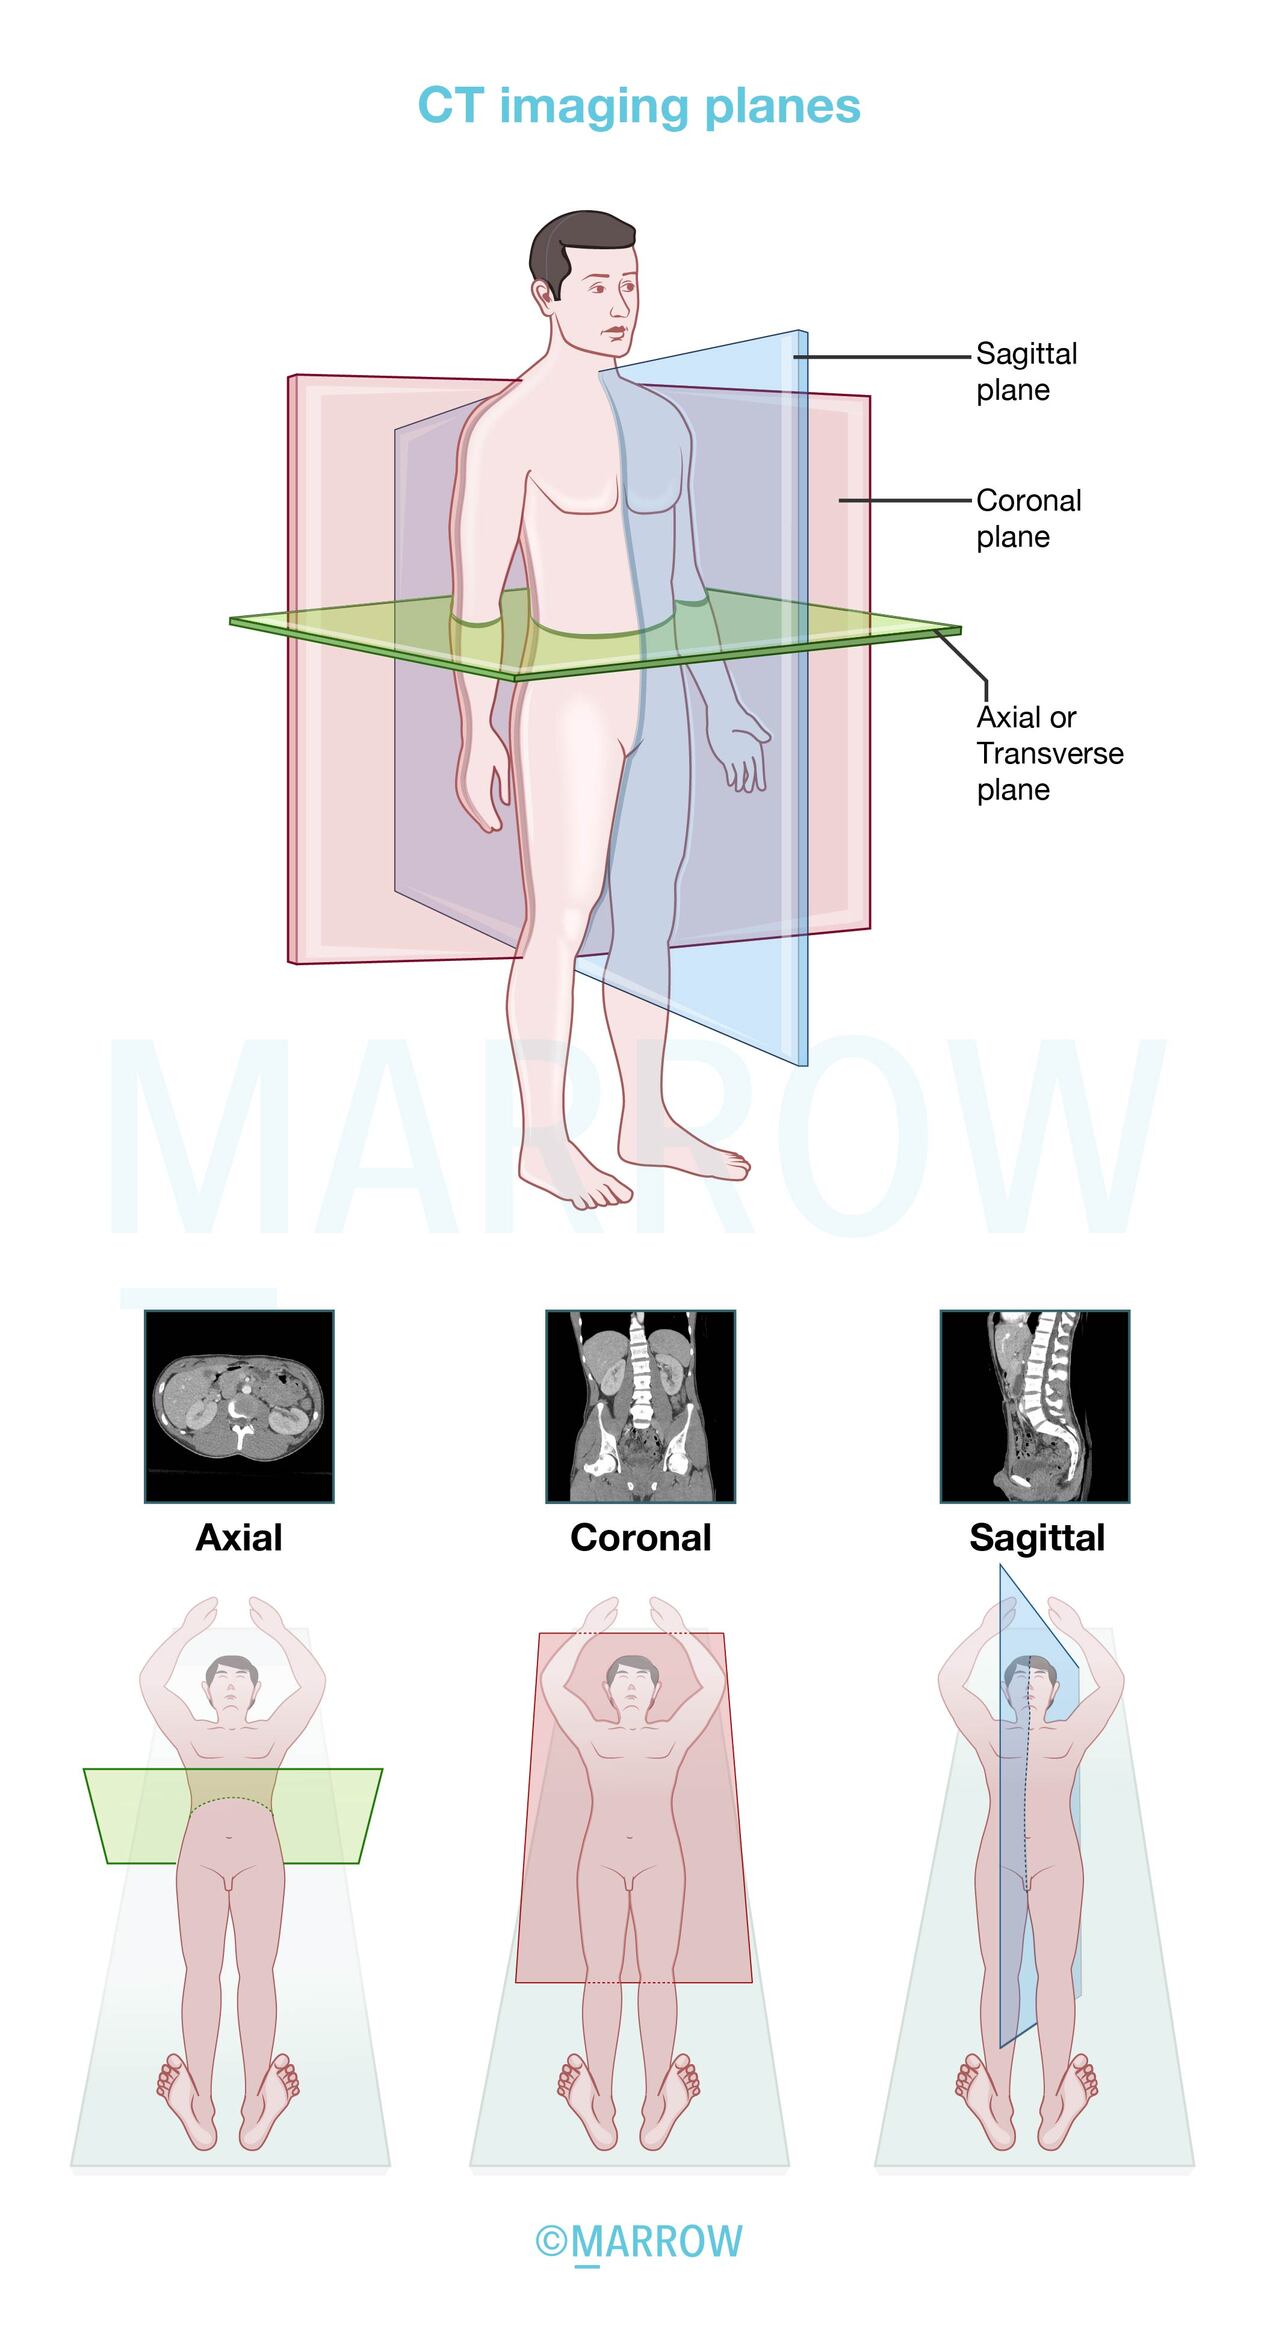 CT imaging planes
Sagittal
plane
Coronal
plane
Axial or
Transverse
plane
MARROW
Axial
Coronal
Sagittal
©MARROW